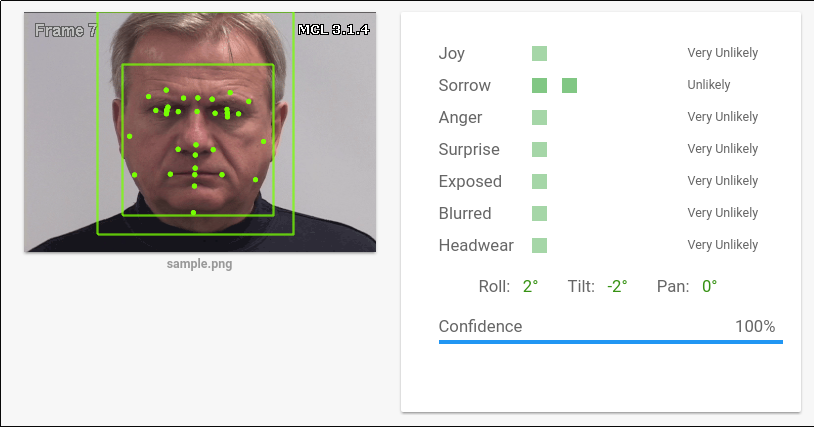 Frame 7
MCL 3.1.4
sample.png
Joy Very Unlikely
Sorrow Unlikely
Anger Very Unlikely
Surprise Very Unlikely
Exposed Very Unlikely
Blurred Very Unlikely
Headwear Very Unlikely
Roll: 2° Tilt: -2° Pan: 0°
Confidence 100%